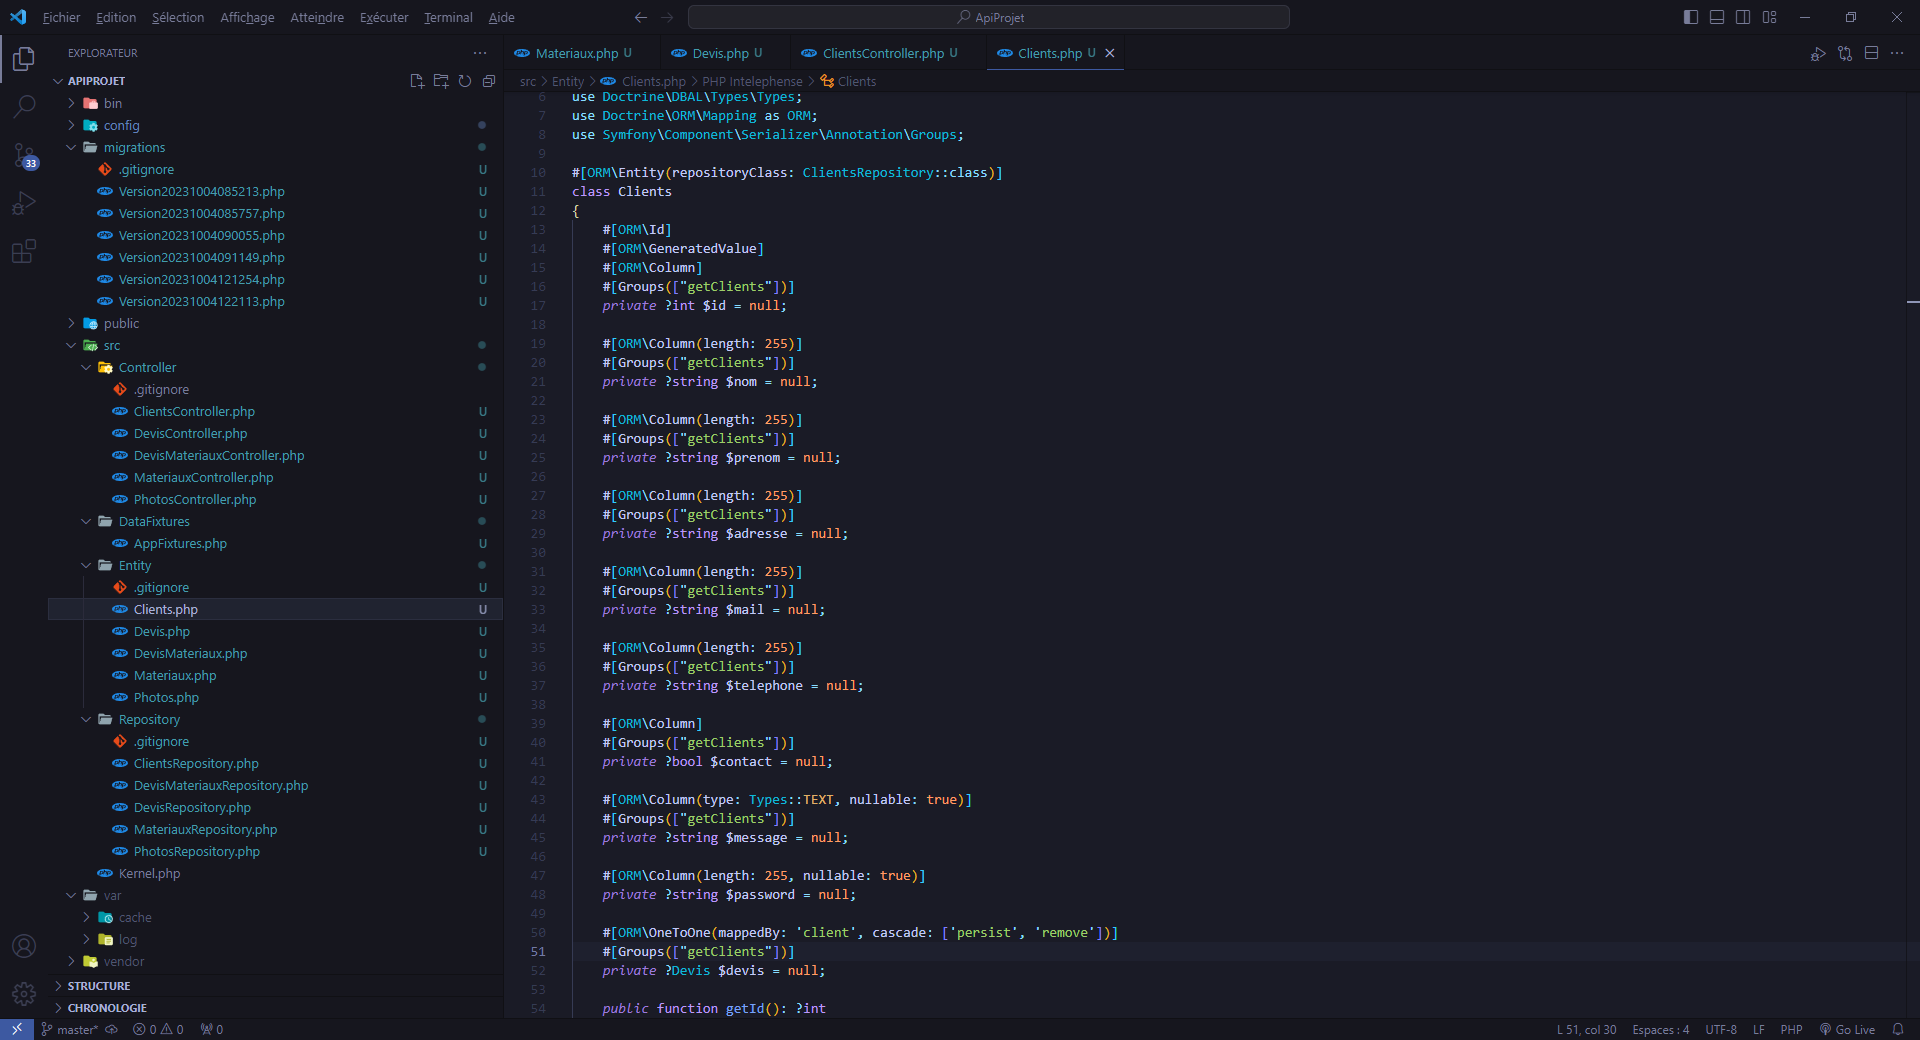 Fichier Edition Sélection Affichage Atteindre Exécuter Terminal Aide
ApiProjet
EXPLORATEUR
APIPROJET
bin
config
migrations
.gitignore U
Version20231004085213.php U
Version20231004085757.php U
Version20231004090055.php U
Version20231004091149.php U
Version20231004121254.php U
Version20231004122113.php U
public
src
Controller
.gitignore
ClientsController.php U
DevisController.php U
DevisMateriauxController.php U
MateriauxController.php U
PhotosController.php U
DataFixtures
AppFixtures.php U
Entity
.gitignore U
Clients.php U
Devis.php U
DevisMateriaux.php U
Materiaux.php U
Photos.php U
Repository
.gitignore U
ClientsRepository.php U
DevisMateriauxRepository.php U
DevisRepository.php U
MateriauxRepository.php U
PhotosRepository.php U
Kernel.php
var
cache
log
vendor
STRUCTURE
CHRONOLOGIE
33
Materiaux.php U Devis.php U ClientsController.php U Clients.php U
src > Entity > Clients.php > PHP Intelephense > Clients
6 use Doctrine\DBAL\Types\Types;
7 use Doctrine\ORM\Mapping as ORM;
8 use Symfony\Component\Serializer\Annotation\Groups;
9
10 #[ORM\Entity(repositoryClass: ClientsRepository::class)]
11 class Clients
12 {
13 #[ORM\Id]
14 #[ORM\GeneratedValue]
15 #[ORM\Column]
16 #[Groups(["getClients"])]
17 private ?int $id = null;
18
19 #[ORM\Column(length: 255)]
20 #[Groups(["getClients"])]
21 private ?string $nom = null;
22
23 #[ORM\Column(length: 255)]
24 #[Groups(["getClients"])]
25 private ?string $prenom = null;
26
27 #[ORM\Column(length: 255)]
28 #[Groups(["getClients"])]
29 private ?string $adresse = null;
30
31 #[ORM\Column(length: 255)]
32 #[Groups(["getClients"])]
33 private ?string $mail = null;
34
35 #[ORM\Column(length: 255)]
36 #[Groups(["getClients"])]
37 private ?string $telephone = null;
38
39 #[ORM\Column]
40 #[Groups(["getClients"])]
41 private ?bool $contact = null;
42
43 #[ORM\Column(type: Types::TEXT, nullable: true)]
44 #[Groups(["getClients"])]
45 private ?string $message = null;
46
47 #[ORM\Column(length: 255, nullable: true)]
48 private ?string $password = null;
49
50 #[ORM\OneToOne(mappedBy: 'client', cascade: ['persist', 'remove'])]
51 #[Groups(["getClients"])]
52 private ?Devis $devis = null;
53
54 public function getId(): ?int
master* 0 0 0
L 51, col 30 Espaces : 4 UTF-8 LF PHP Go Live